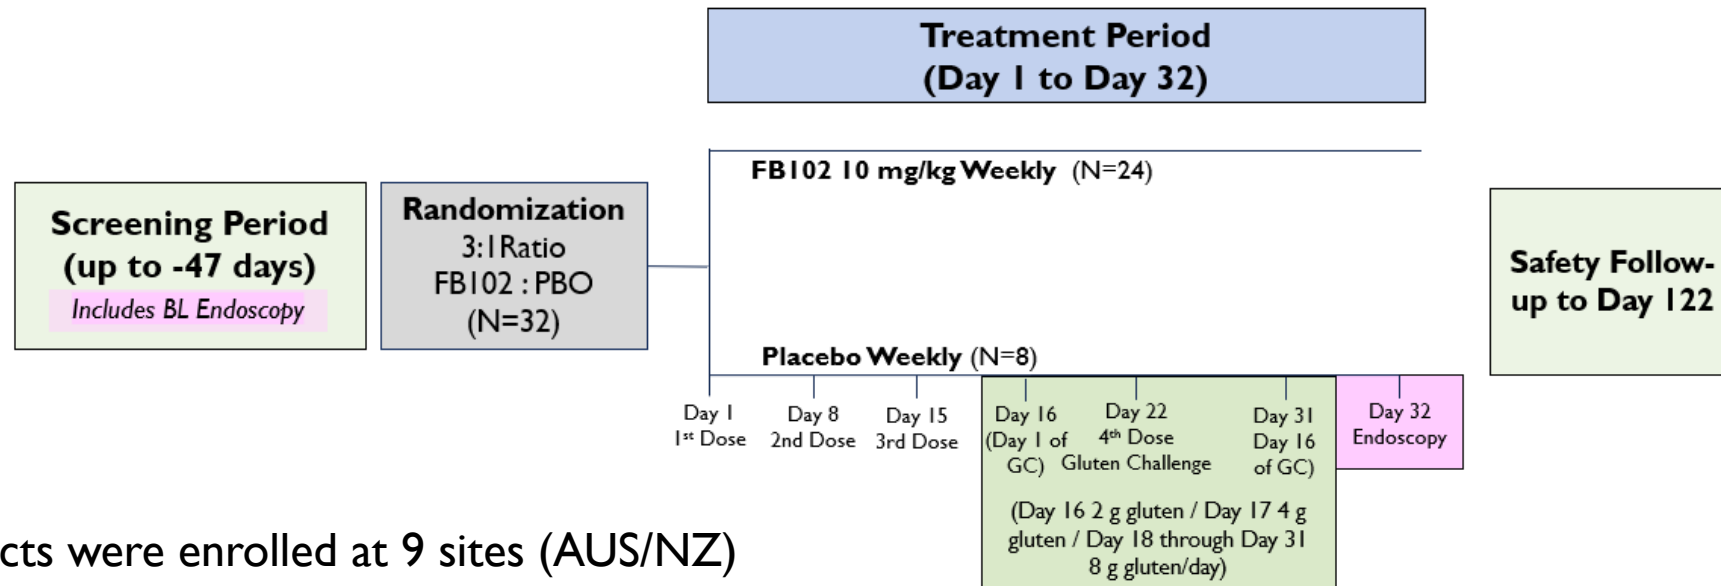 Treatment Period
(Day 1 to Day 32)
FB102 10 mg/kg Weekly (N=24)
Screening Period
(up to -47 days)
Includes BL Endoscopy
Randomization
3:1Ratio
FB102 : PBO
(N=32)
Safety Follow-
up to Day 122
Placebo Weekly (N=8)
Day 1
1st Dose
Day 8
2nd Dose
Day 15
3rd Dose
Day 16
(Day 1 of
GC)
Day 22
4th Dose
Gluten Challenge
Day 31
Day 16
of GC)
Day 32
Endoscopy
(Day 16 2 g gluten / Day 17 4 g
gluten / Day 18 through Day 31
8 g gluten/day)
cts were enrolled at 9 sites (AUS/NZ)